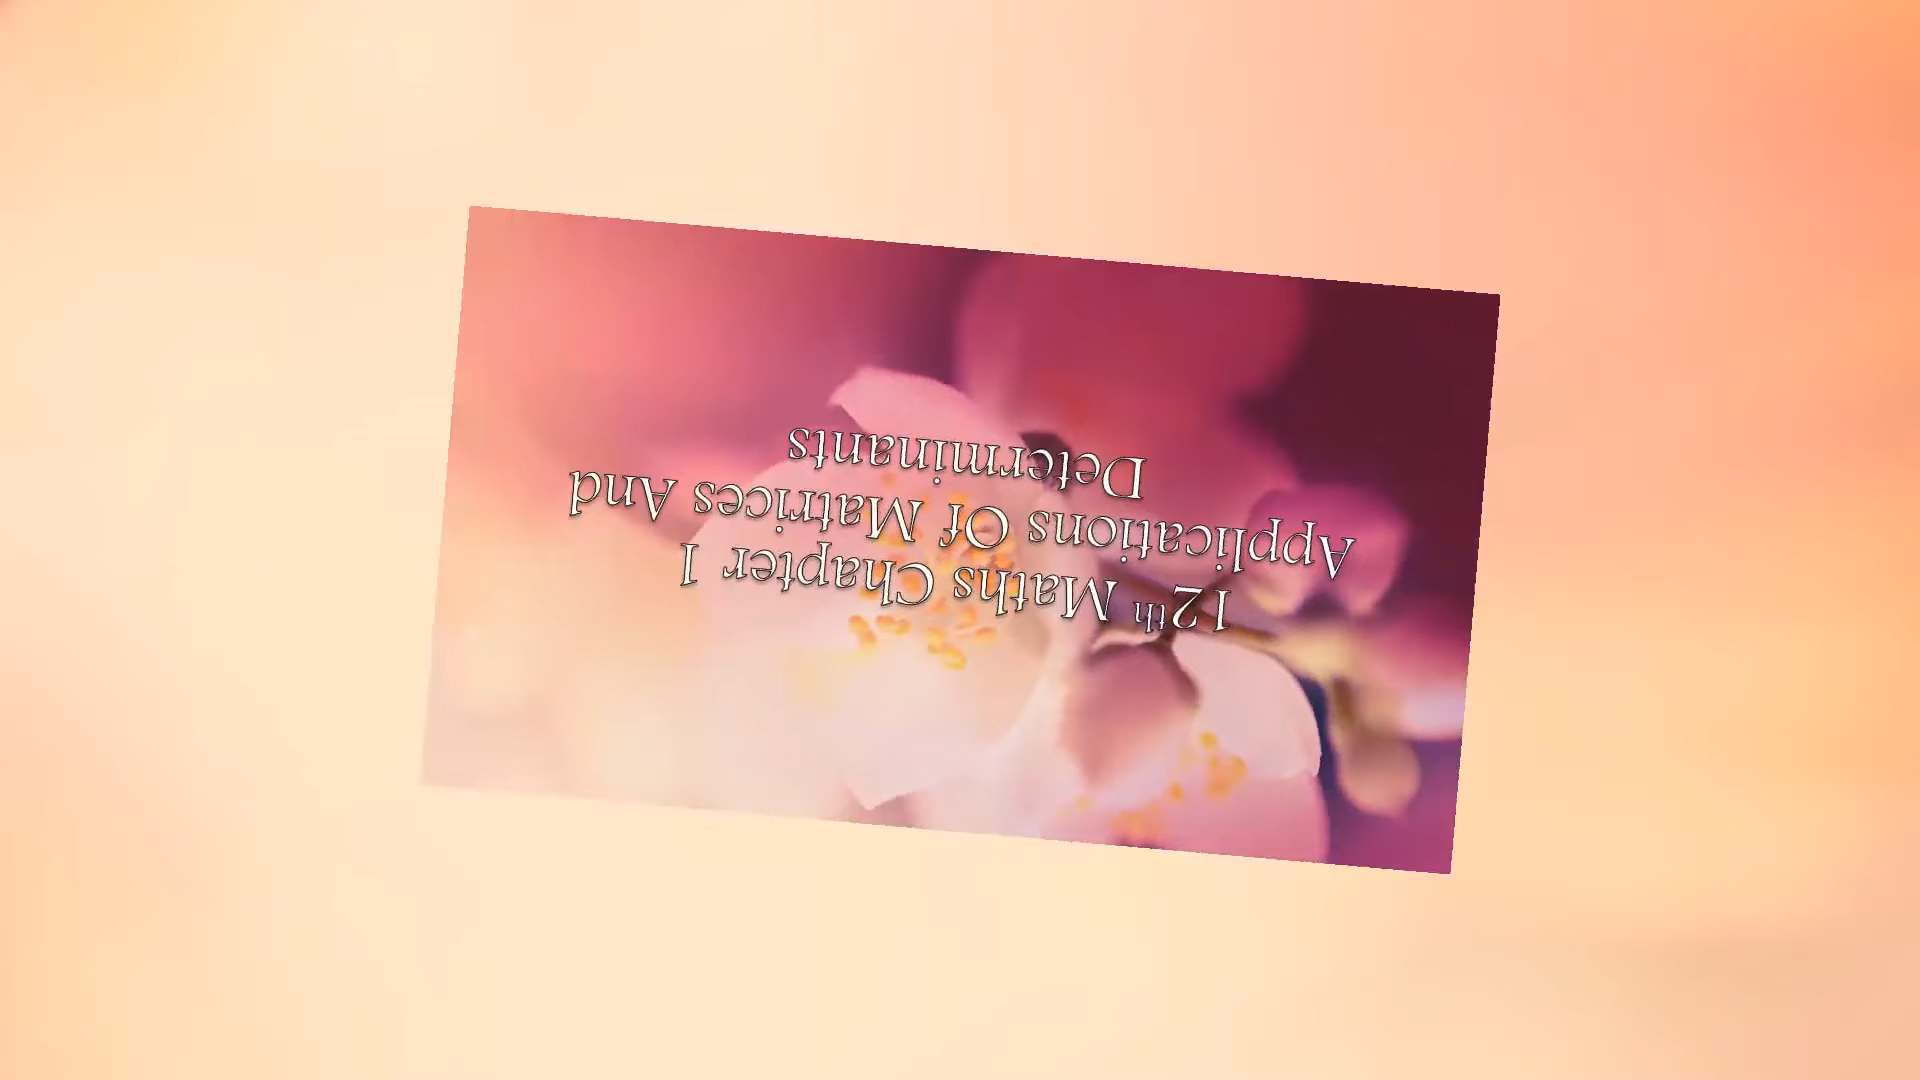 12th Maths Chapter 1
Applications Of Matrices And
Determinants